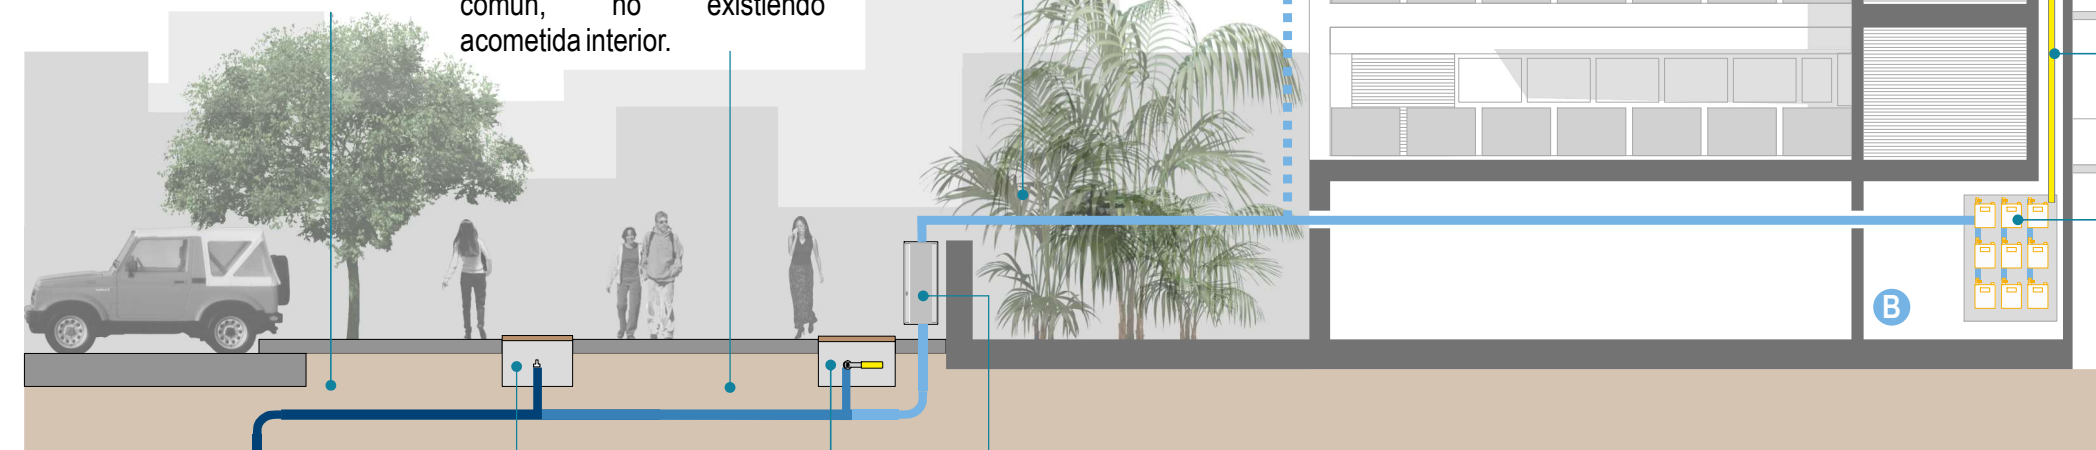 común, no existiendo
acometida interior.
B